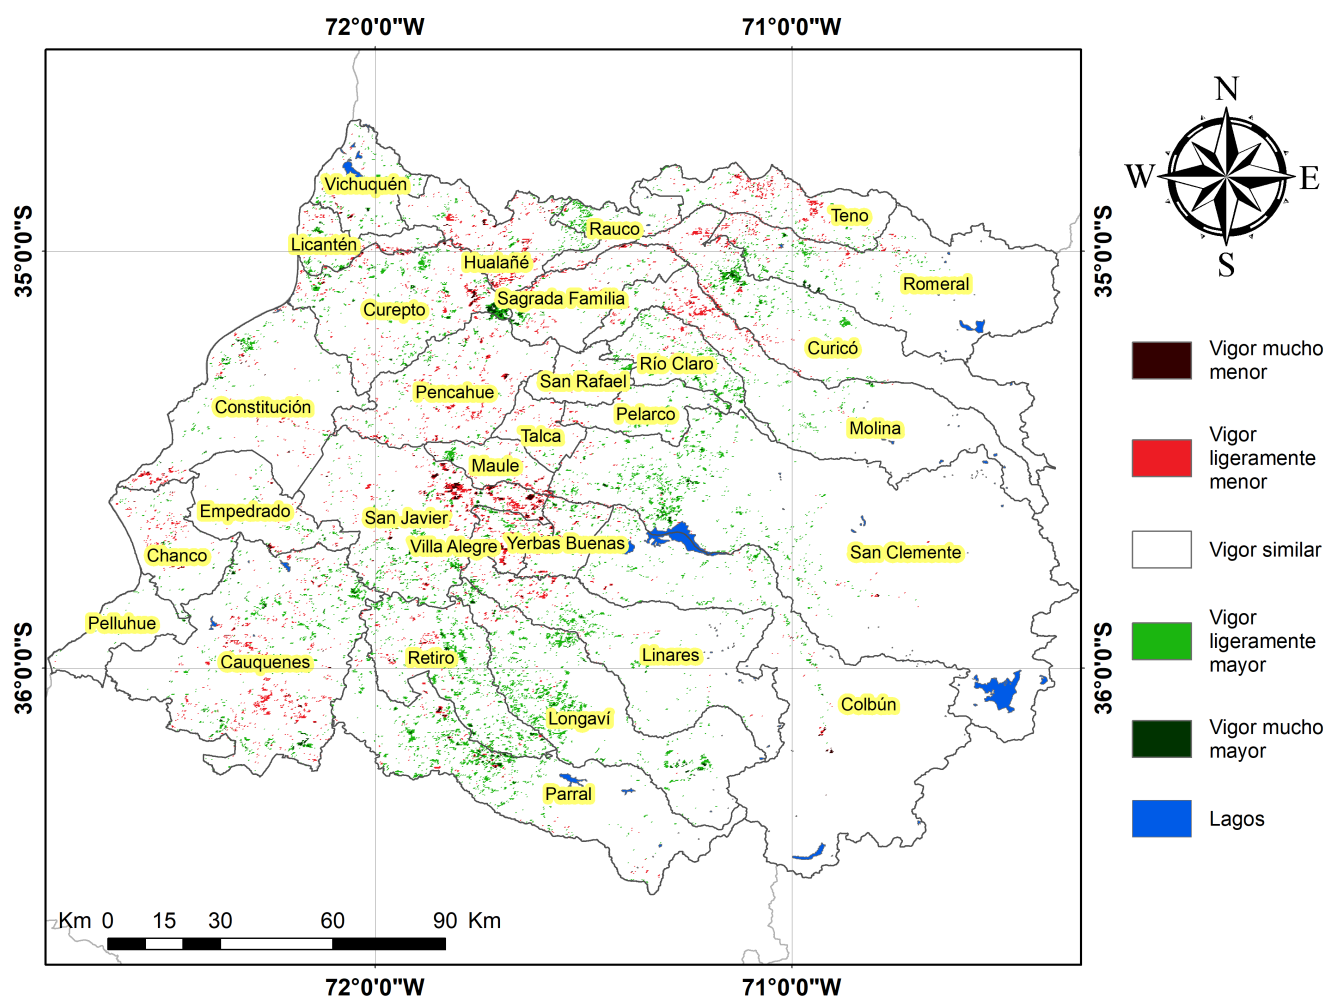 72°0'0"W
71°0'0"W
N
W
E
S
35°0'0"S
35°0'0"S
Vichuquén
Teno
Rauco
Licantén
Hualañé
Romeral
Sagrada Familia
Curepto
Curicó
Río Claro
San Rafael
Pencahue
Constitución
Pelarco
Molina
Talca
Maule
Empedrado
San Javier
Villa Alegre
Yerbas Buenas
San Clemente
Chanco
Pelluhue
Cauquenes
Retiro
Linares
Colbún
Longaví
Parral
36°0'0"S
36°0'0"S
Vigor mucho
menor
Vigor
ligeramente
menor
Vigor similar
Vigor
ligeramente
mayor
Vigor mucho
mayor
Lagos
Km 0 15 30 60 90 Km
72°0'0"W
71°0'0"W